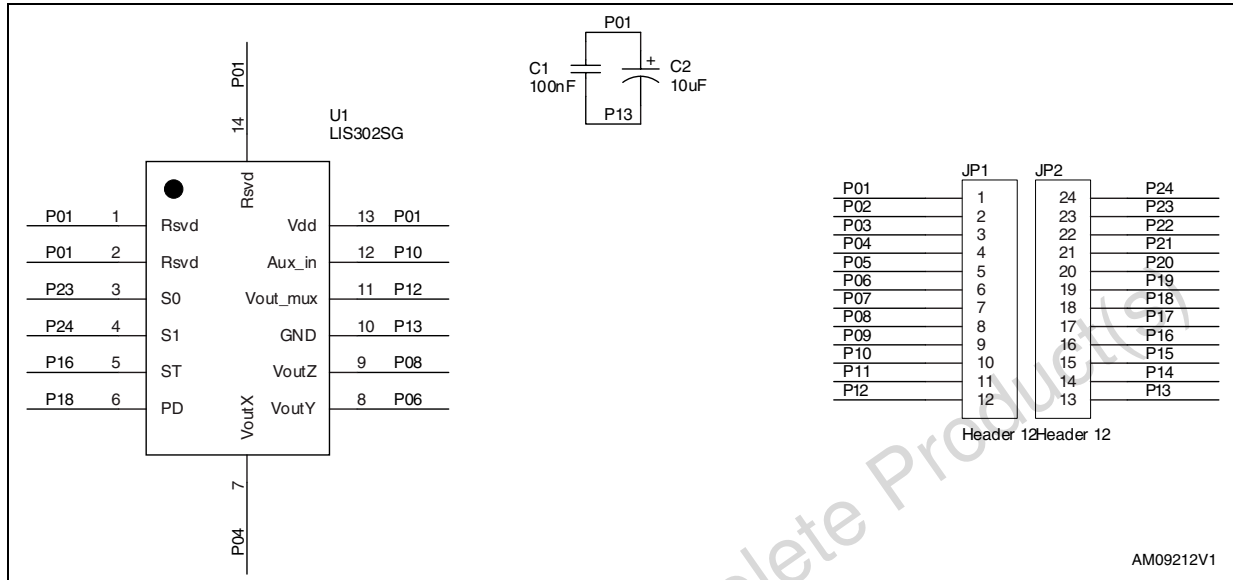 P01
C1
100nF
+
C2
10uF
P13
P01
14
U1
LIS302SG
Rsvd
P01 1 Rsvd Vdd 13 P01
P01 2 Rsvd Aux_in 12 P10
P23 3 S0 Vout_mux 11 P12
P24 4 S1 GND 10 P13
P16 5 ST VoutZ 9 P08
P18 6 PD VoutY 8 P06
VoutX
7
P04
JP1 JP2
P01 1 24 P24
P02 2 23 P23
P03 3 22 P22
P04 4 21 P21
P05 5 20 P20
P06 6 19 P19
P07 7 18 P18
P08 8 17 P17
P09 9 16 P16
P10 10 15 P15
P11 11 14 P14
P12 12 13 P13
Header 12 Header 12
lete Product(s)
AM09212V1